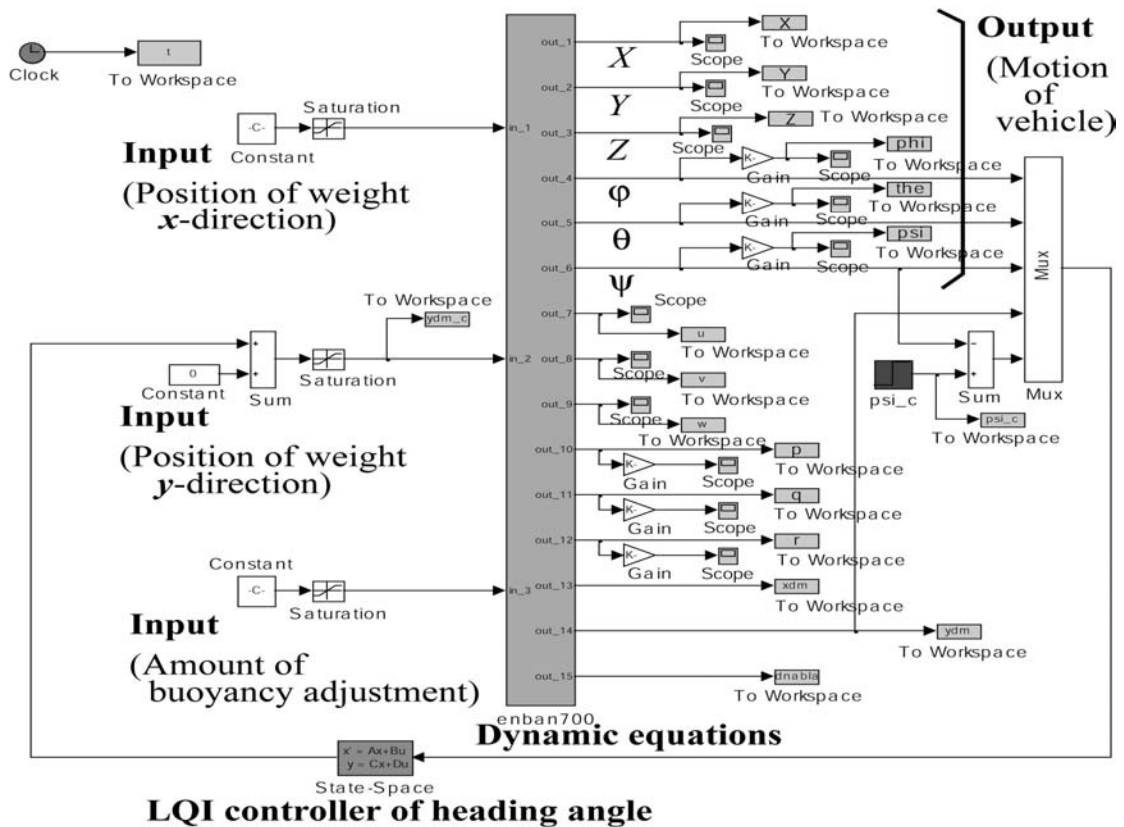 Clock
t
To Workspace
-C-
Constant
Saturation
Input
(Position of weight
x-direction)
0
Constant
Sum
Saturation
To Workspace
ydm_c
Input
(Position of weight
y-direction)
Constant
-C-
Saturation
Input
(Amount of
buoyancy adjustment)
in_1
in_2
in_3
enban700
Dynamic equations
out_1
out_2
out_3
out_4
out_5
out_6
out_7
out_8
out_9
out_10
out_11
out_12
out_13
out_14
out_15
X
Y
Z
φ
θ
ψ
X
To Workspace
Scope
Y
To Workspace
Scope
Z
To Workspace
Scope
K-
Gain
phi
To Workspace
Scope
K-
Gain
the
To Workspace
Scope
K-
Gain
psi
To Workspace
Scope
Scope
u
To Workspace
Scope
v
To Workspace
Scope
w
To Workspace
p
To Workspace
K-
Gain
Scope
q
To Workspace
K-
Gain
Scope
r
To Workspace
K-
Gain
Scope
xdm
To Workspace
ydm
To Workspace
dnabla
To Workspace
Output
(Motion
of
vehicle)
Mux
Mux
psi_c
−
+
Sum
psi_c
To Workspace
+
+
x' = Ax+Bu
y = Cx+Du
State-Space
LQI controller of heading angle